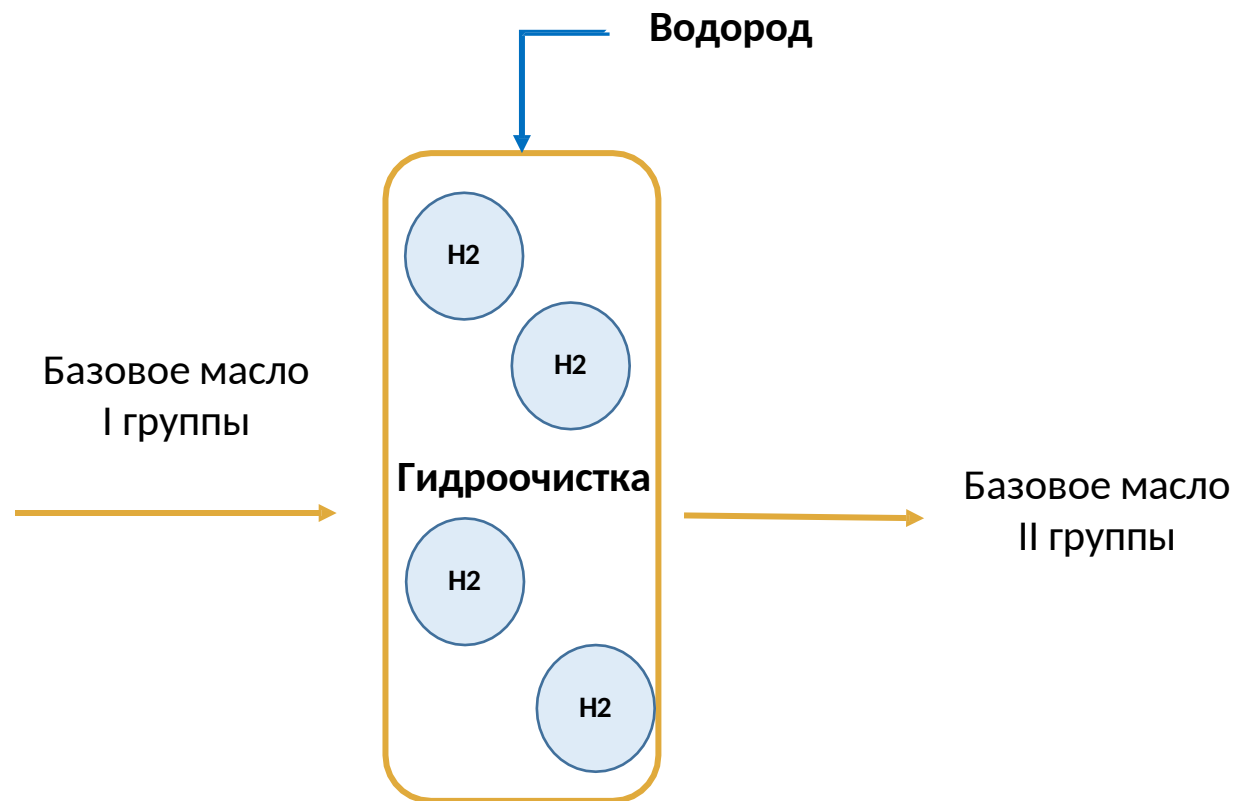 Водород
H2
H2
Базовое масло
I группы
Гидроочистка
Базовое масло
II группы
H2
H2